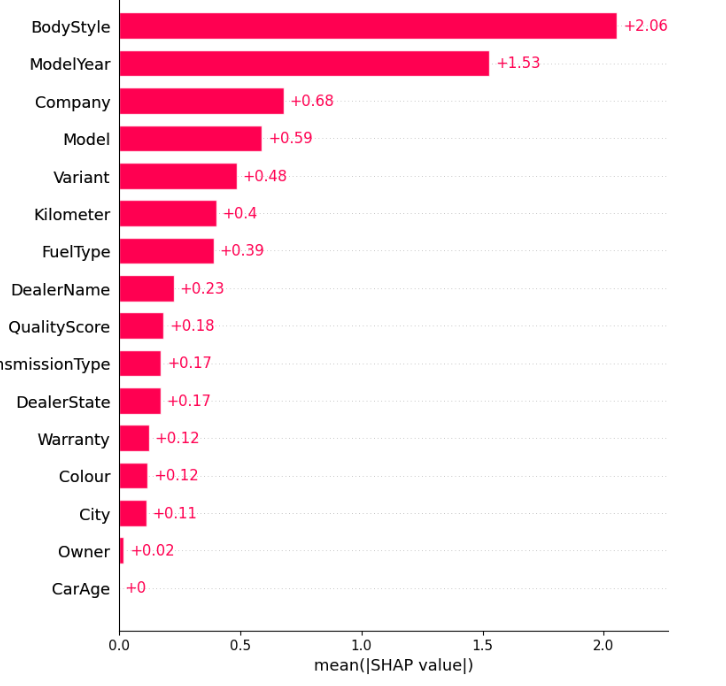 BodyStyle +2.06
ModelYear +1.53
Company +0.68
Model +0.59
Variant +0.48
Kilometer +0.4
FuelType +0.39
DealerName +0.23
QualityScore +0.18
nsmissionType +0.17
DealerState +0.17
Warranty +0.12
Colour +0.12
City +0.11
Owner +0.02
CarAge +0
0.0 0.5 1.0 1.5 2.0
mean(|SHAP value|)